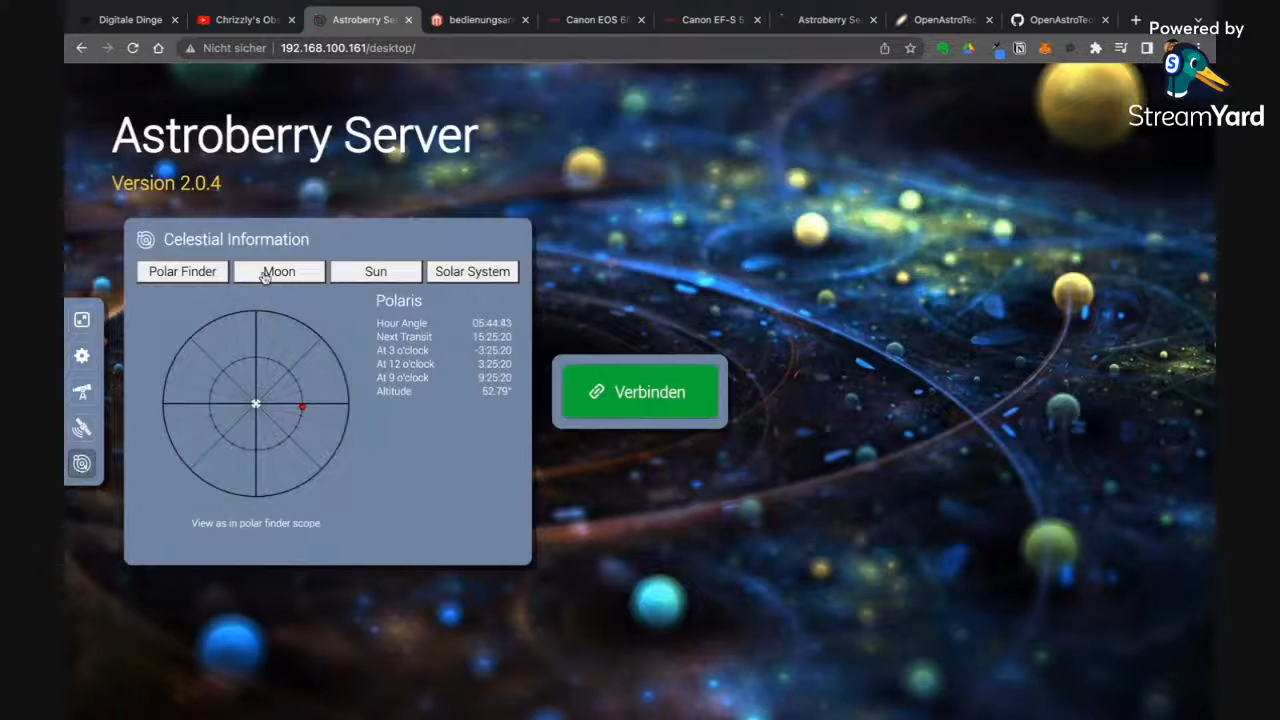 Digitale Dinge
Chrizzly's Obs
Astroberry Ser
bedienungsan
Canon EOS 6
Canon EF-S 5
Astroberry Se
OpenAstroTec
OpenAstroTec
Nicht sicher
192.168.100.161/desktop/
Powered by
StreamYard
Astroberry Server
Version 2.0.4
Celestial Information
Polar Finder
Moon
Sun
Solar System
Polaris
Hour Angle 05:44:43
Next Transit 15:25:20
At 3 o'clock -3:25:20
At 12 o'clock 3:25:20
At 9 o'clock 9:25:20
Altitude 52.79°
View as in polar finder scope
Verbinden